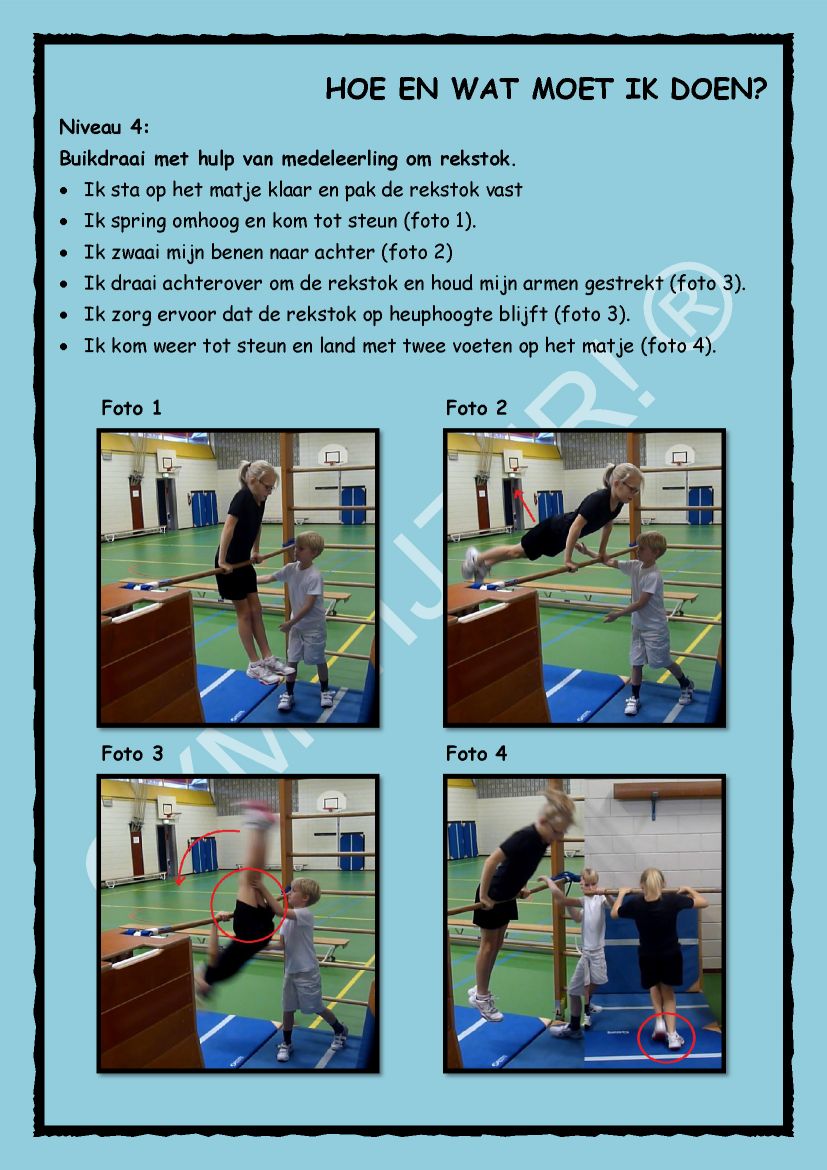 HOE EN WAT MOET IK DOEN?
Niveau 4:
Buikdraai met hulp van medeleerling om rekstok.
• Ik sta op het matje klaar en pak de rekstok vast
• Ik spring omhoog en kom tot steun (foto 1).
• Ik zwaai mijn benen naar achter (foto 2)
• Ik draai achterover om de rekstok en houd mijn armen gestrekt (foto 3).
• Ik zorg ervoor dat de rekstok op heuphoogte blijft (foto 3).
• Ik kom weer tot steun en land met twee voeten op het matje (foto 4).
Foto 1
Foto 2
Foto 3
Foto 4